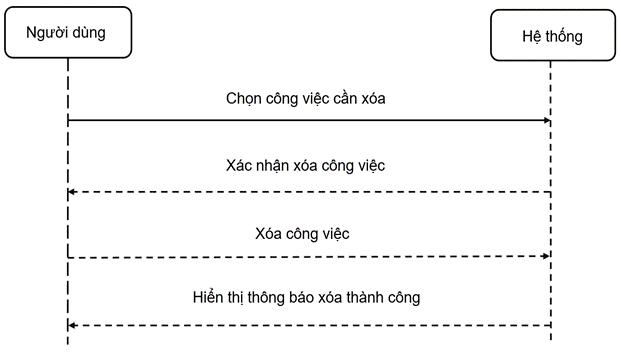 Người dùng
Hệ thống
Chọn công việc cần xóa
Xác nhận xóa công việc
Xóa công việc
Hiển thị thông báo xóa thành công